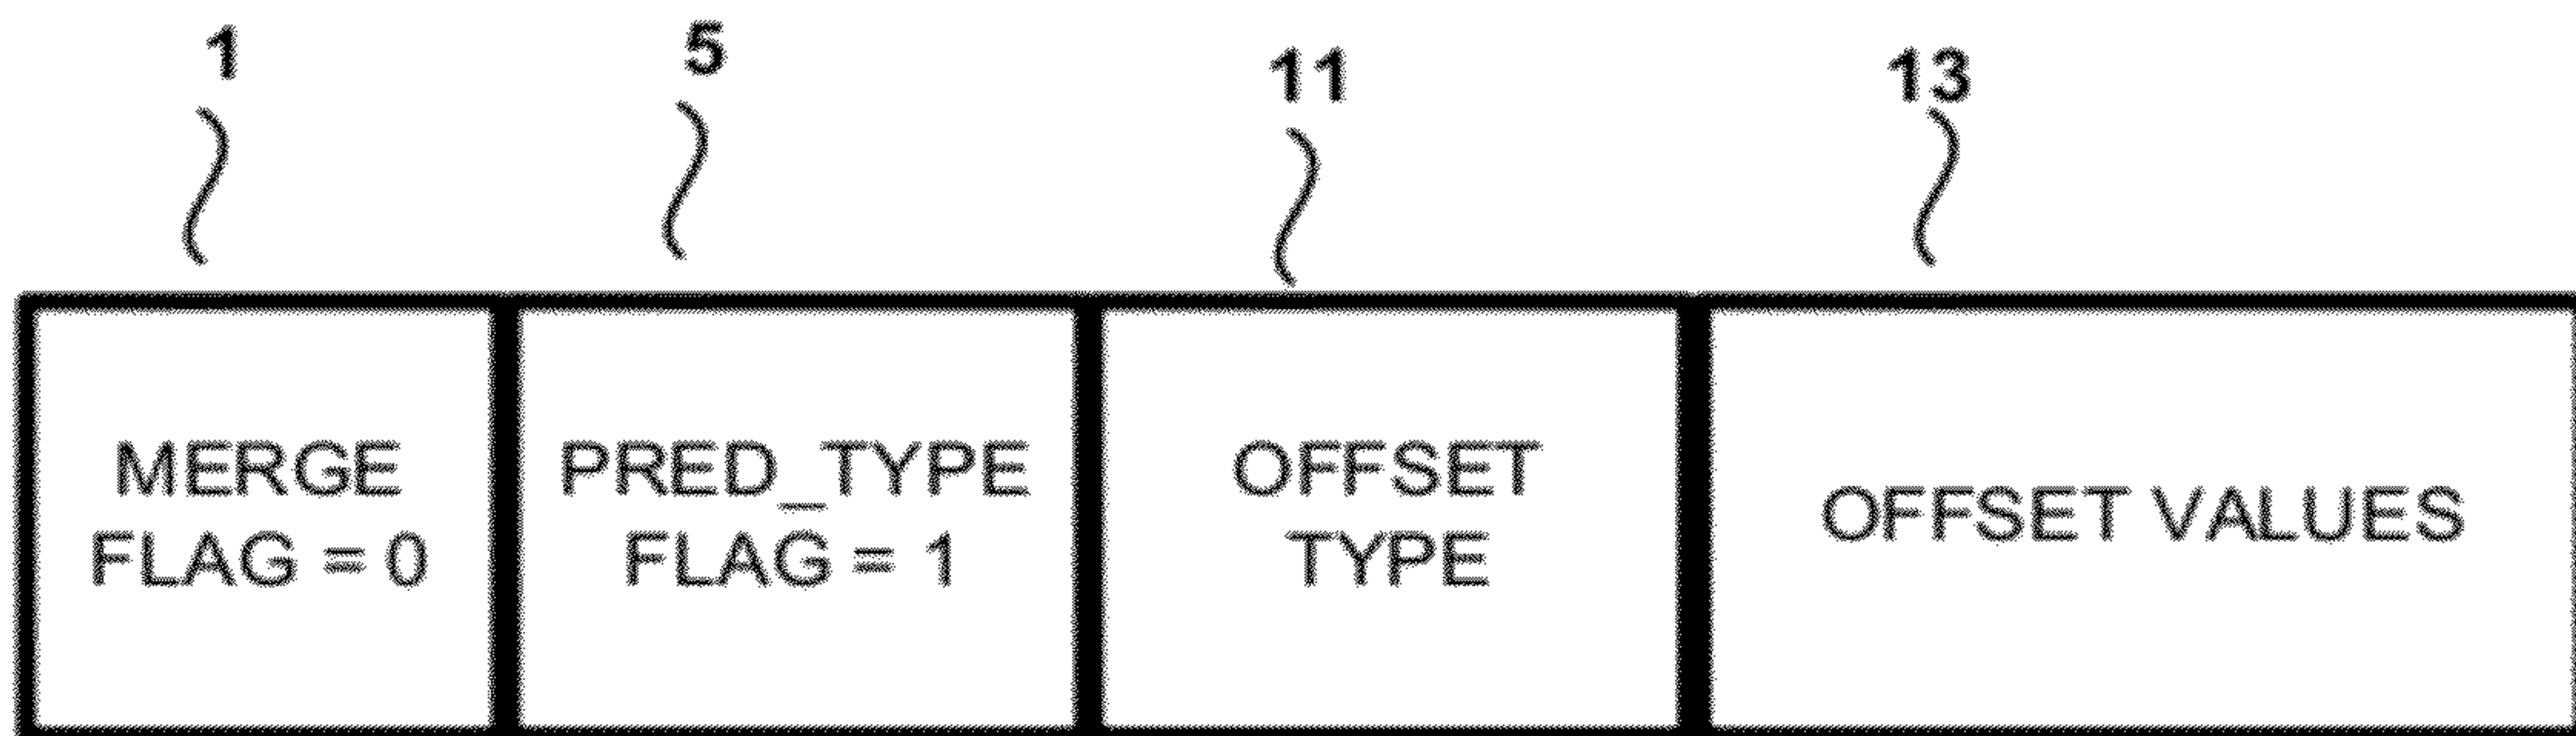 1
5
11
13
MERGE
FLAG = 0
PRED_TYPE
FLAG = 1
OFFSET
TYPE
OFFSET VALUES